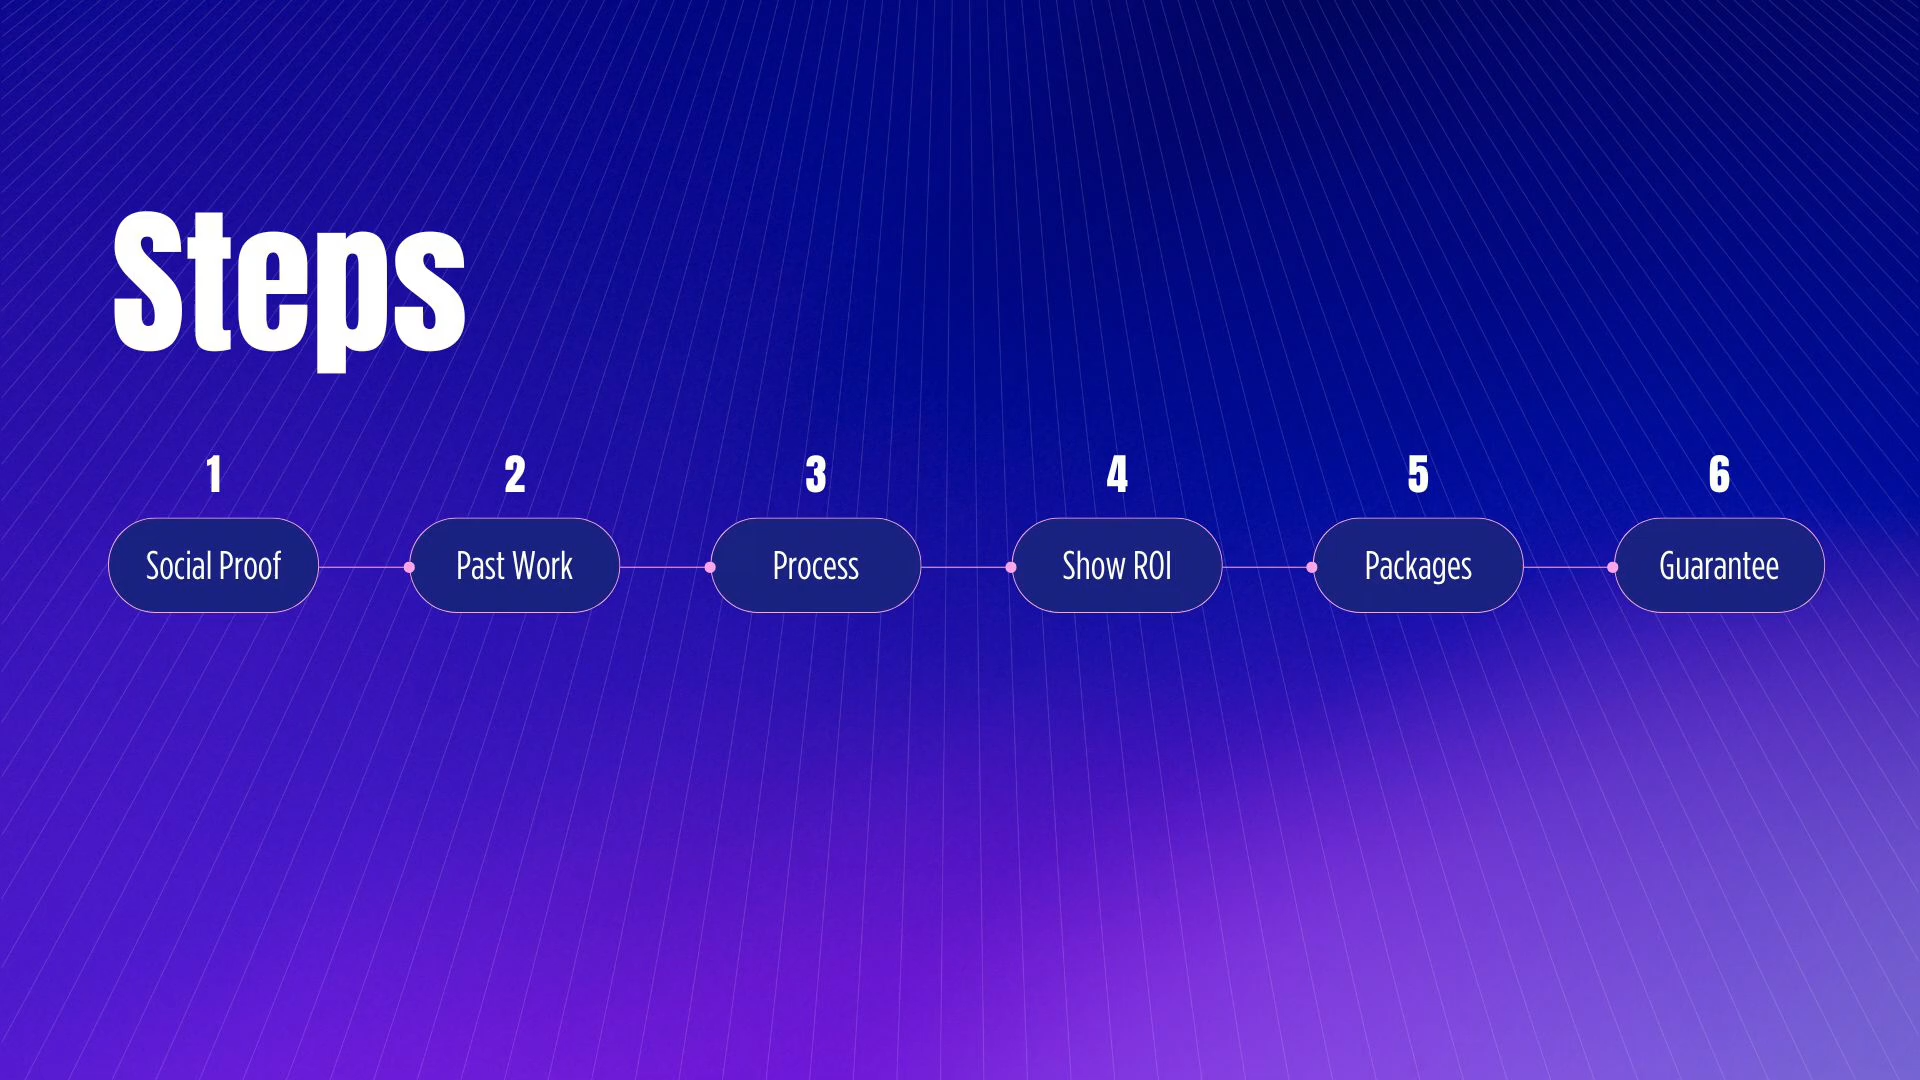 Steps
1 2 3 4 5 6
Social Proof Past Work Process Show ROI Packages Guarantee